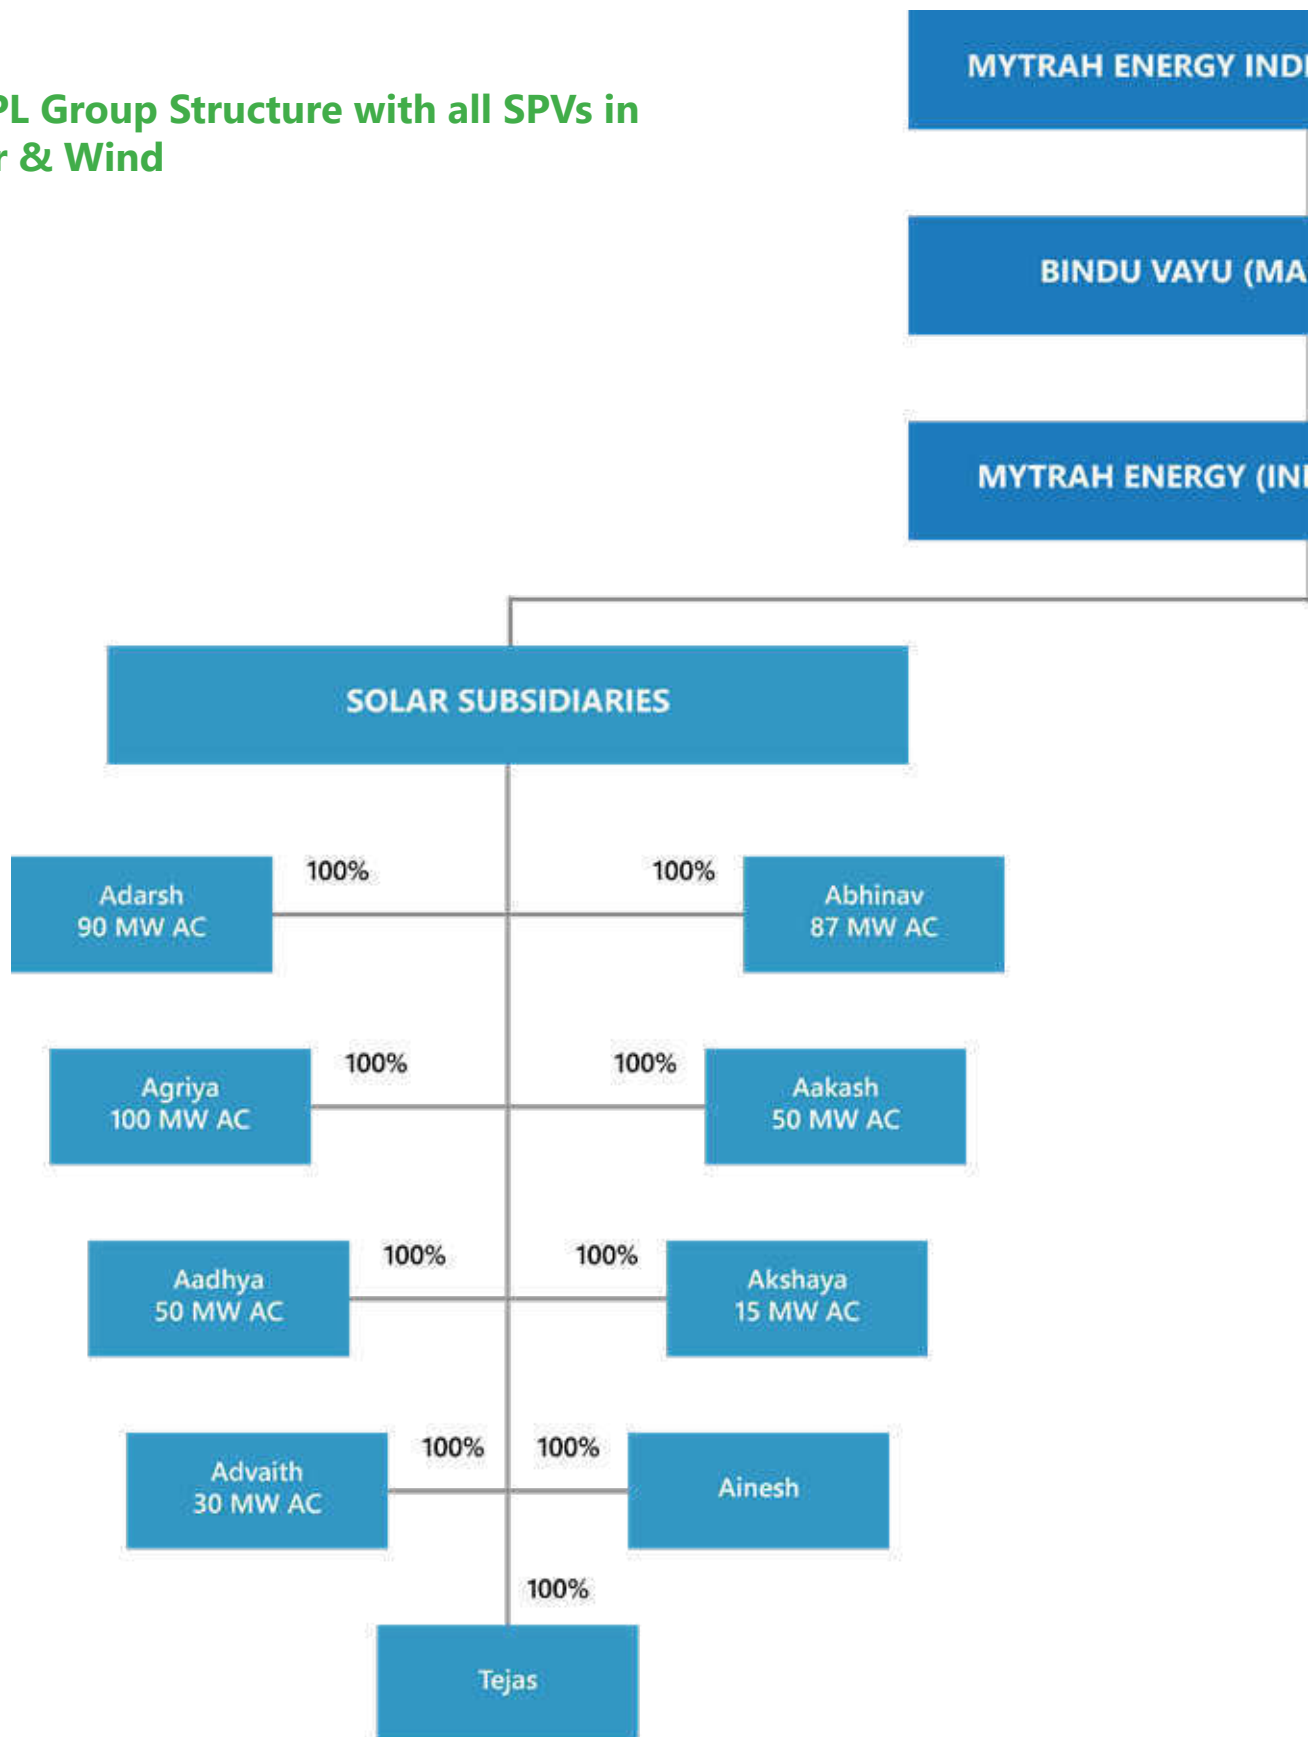 PL Group Structure with all SPVs in
r & Wind
MYTRAH ENERGY INDI
BINDU VAYU (MA
MYTRAH ENERGY (IN
SOLAR SUBSIDIARIES
100%
100%
Adarsh
90 MW AC
Abhinav
87 MW AC
100%
100%
Agriya
100 MW AC
Aakash
50 MW AC
100%
100%
Aadhya
50 MW AC
Akshaya
15 MW AC
100%
100%
Advaith
30 MW AC
Ainesh
100%
Tejas